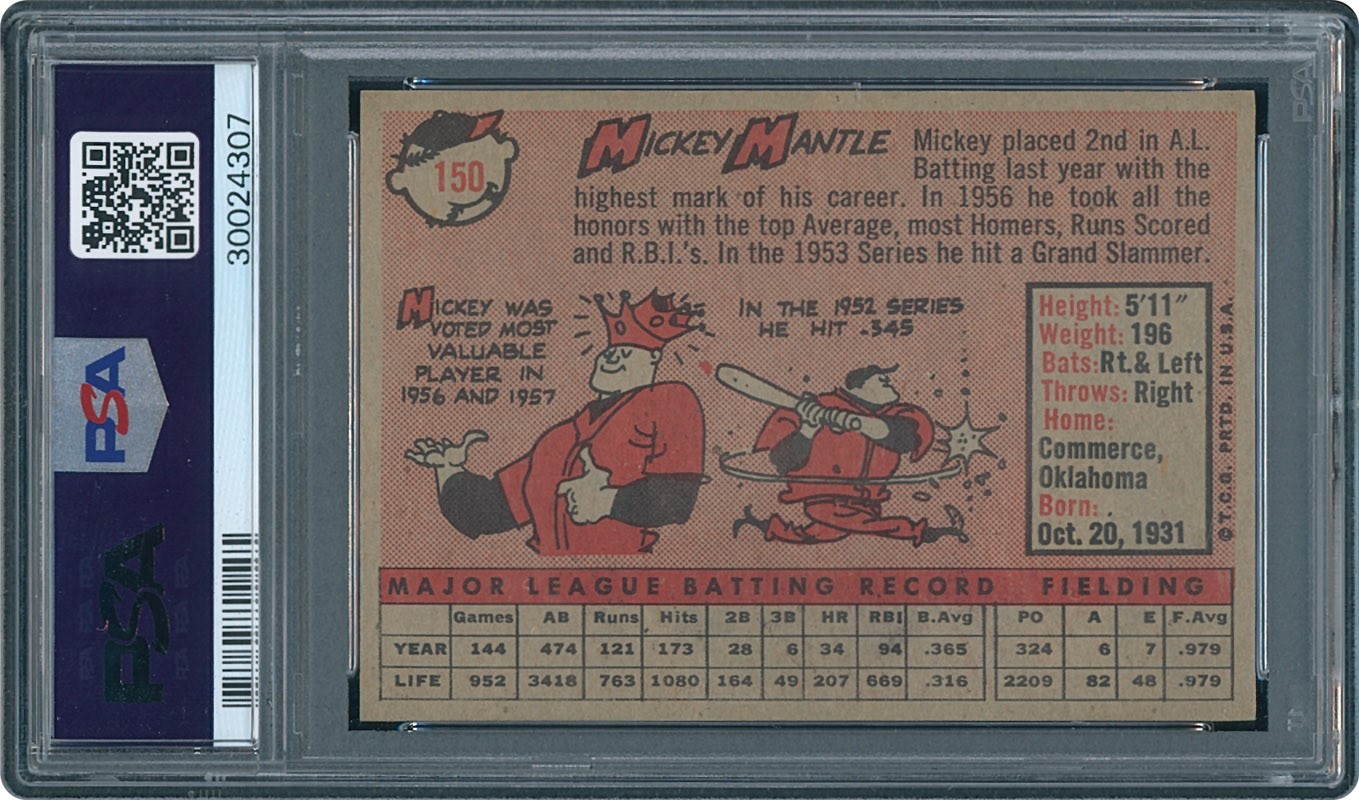 PSA
30024307
PSA
PSA
150
MICKEY MANTLE
Mickey placed 2nd in A.L.
Batting last year with the
highest mark of his career. In 1956 he took all the
honors with the top Average, most Homers, Runs Scored
and R.B.I.'s. In the 1953 Series he hit a Grand Slammer.
MICKEY WAS
VOTED MOST
VALUABLE
PLAYER IN
1956 AND 1957
IN THE 1952 SERIES
HE HIT .345
Height: 5'11"
Weight: 196
Bats: Rt. & Left
Throws: Right
Home:
Commerce,
Oklahoma
Born:
Oct. 20, 1931
© T.C.G. PRTD. IN U.S.A.
MAJOR LEAGUE BATTING RECORD FIELDING
Games AB Runs Hits 2B 3B HR RBI B.Avg PO A E F.Avg
YEAR 144 474 121 173 28 6 34 94 .365 324 6 7 .979
LIFE 952 3418 763 1080 164 49 207 669 .316 2209 82 48 .979